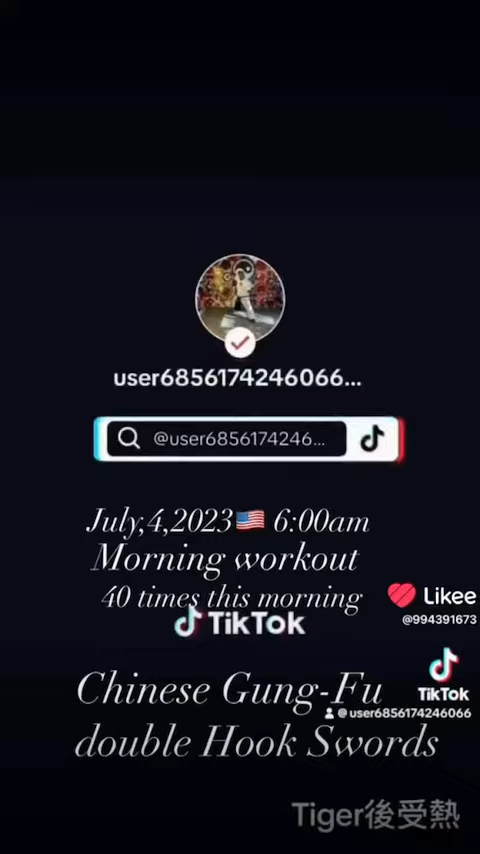 user6856174246066...
@user6856174246...
July,4,2023🇺🇸 6:00am
Morning workout
40 times this morning
TikTok
Likee
@994391673
Chinese Gung-Fu
TikTok
@user6856174246066
double Hook Swords
Tiger後受熱